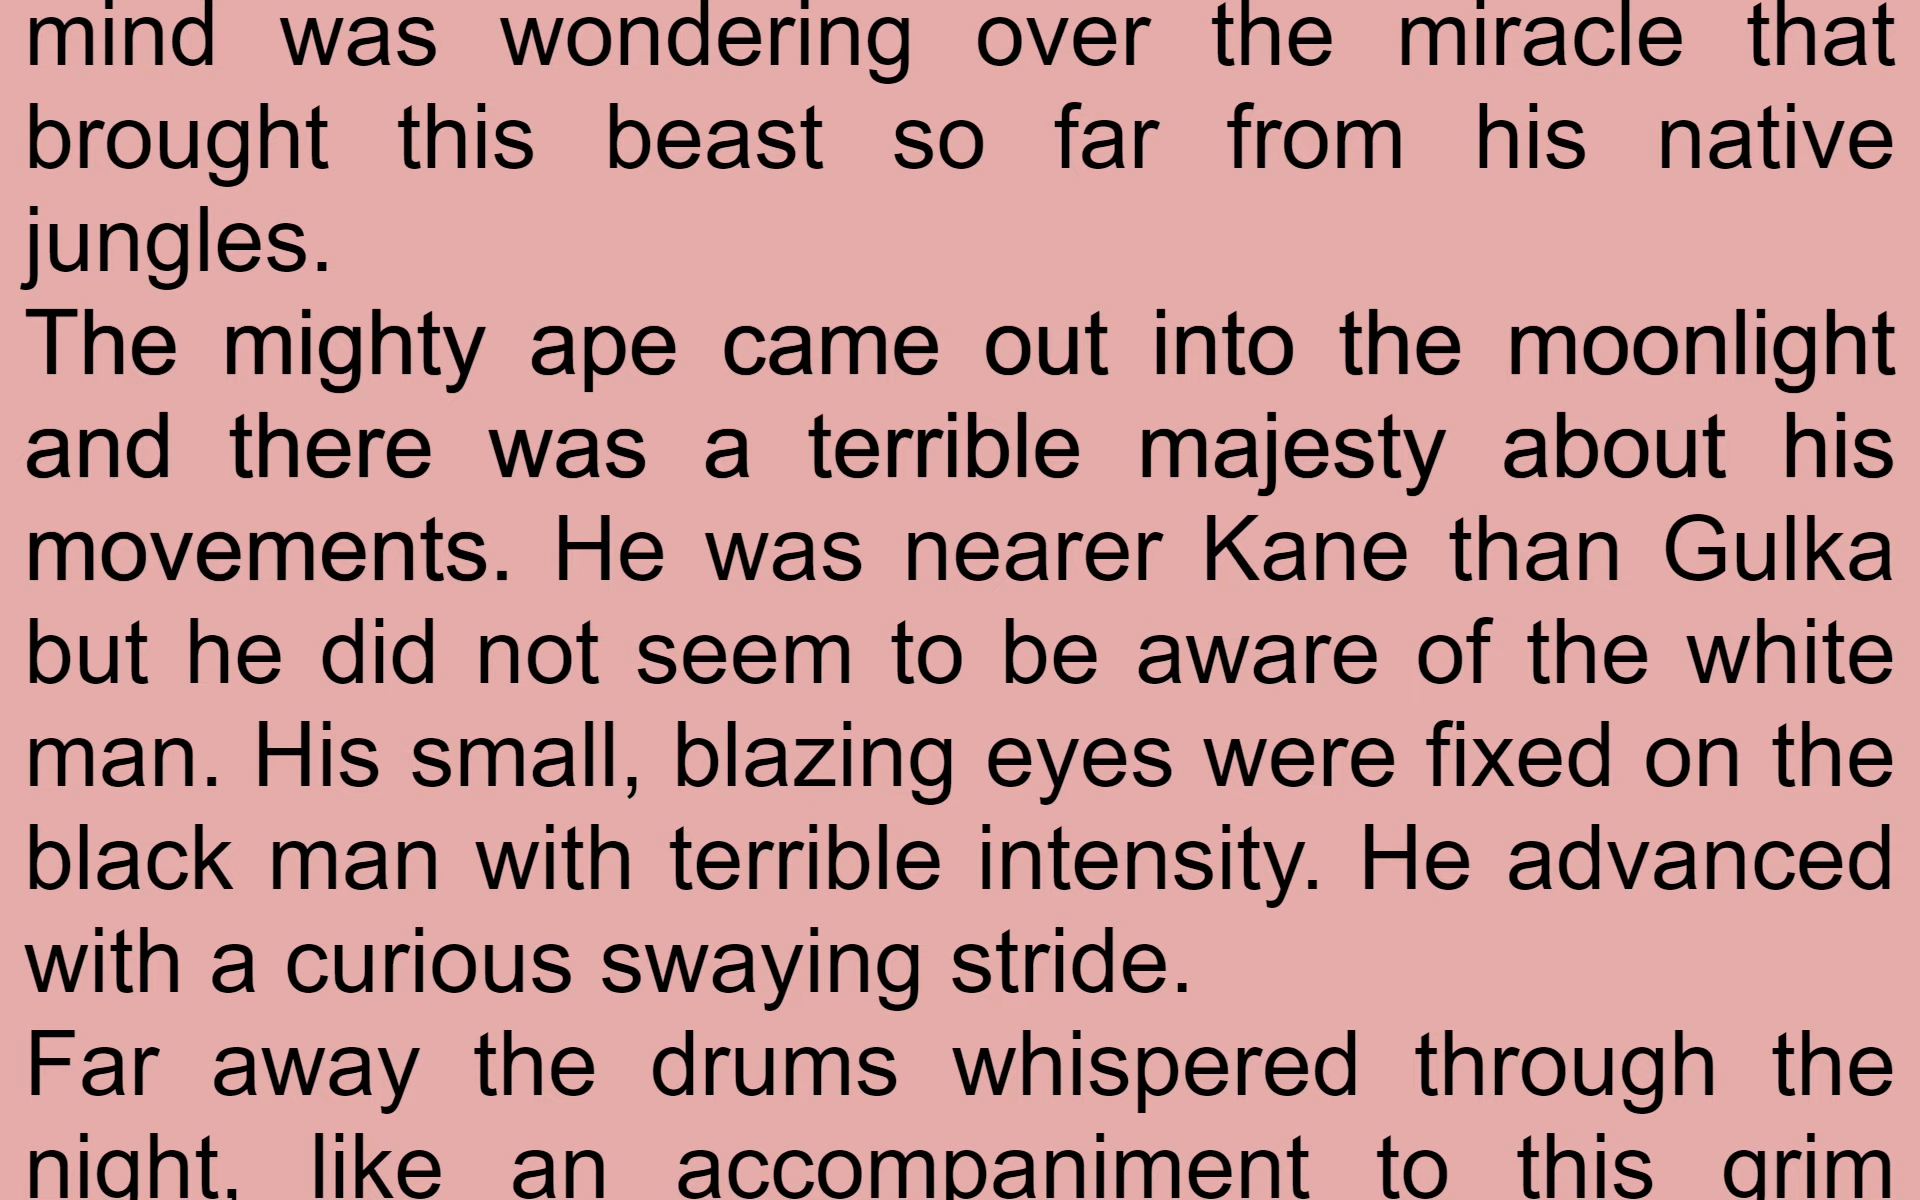 mind was wondering over the miracle that
brought this beast so far from his native
jungles.
The mighty ape came out into the moonlight
and there was a terrible majesty about his
movements. He was nearer Kane than Gulka
but he did not seem to be aware of the white
man. His small, blazing eyes were fixed on the
black man with terrible intensity. He advanced
with a curious swaying stride.
Far away the drums whispered through the
night, like an accompaniment to this grim